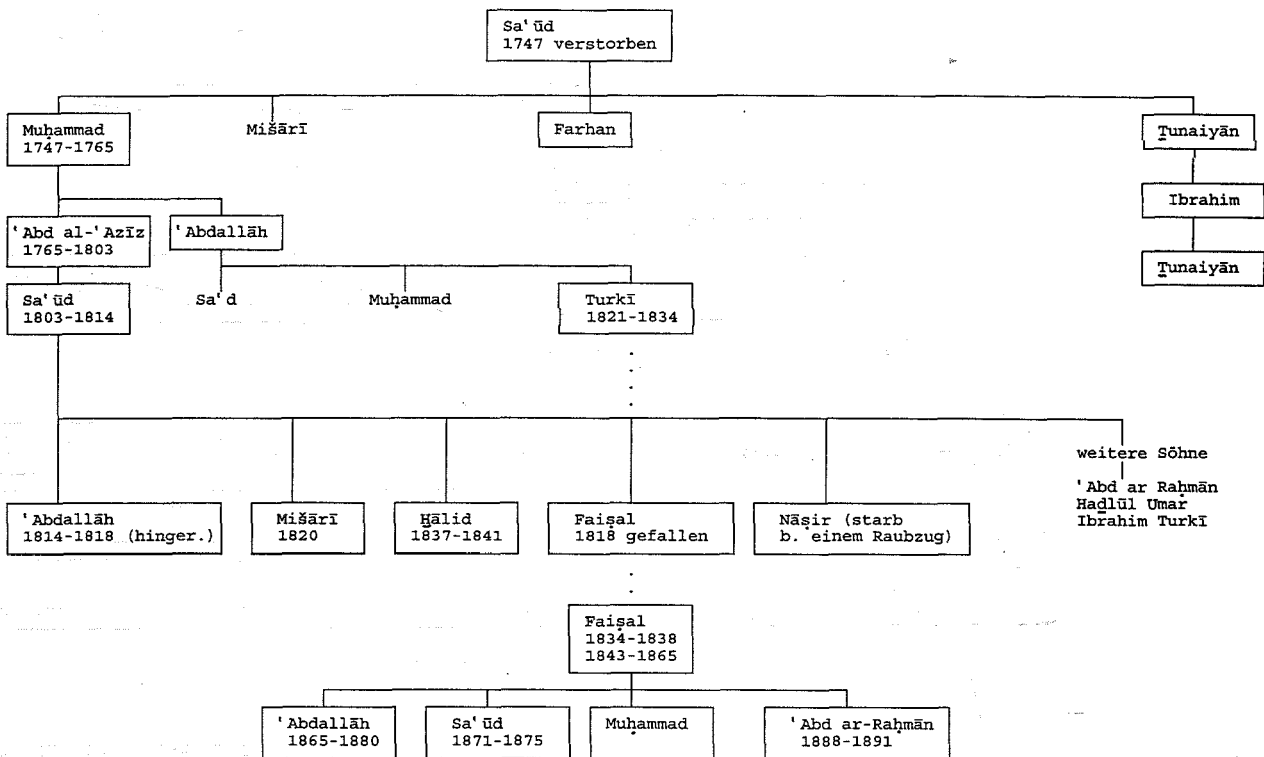 Sa'ūd
1747 verstorben
Muḥammad
1747-1765
Mišārī
Farhan
Ṯunaiyān
Ibrahim
Ṯunaiyān
'Abd al-'Azīz
1765-1803
'Abdallāh
Sa'ūd
1803-1814
Sa'd
Muḥammad
Turkī
1821-1834
'Abdallāh
1814-1818 (hinger.)
Mišārī
1820
H̱ālid
1837-1841
Faiṣal
1818 gefallen
Nāṣir (starb
b. einem Raubzug)
weitere Söhne
'Abd ar Raḥmān
Haḏlūl Umar
Ibrahim Turkī
Faiṣal
1834-1838
1843-1865
'Abdallāh
1865-1880
Sa'ūd
1871-1875
Muḥammad
'Abd ar-Raḥmān
1888-1891